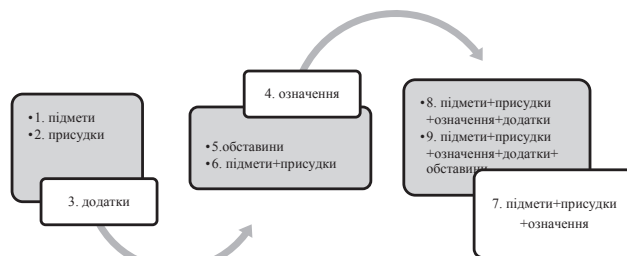 •1. підмети
•2. присудки
3. додатки
4. означення
•5.обставини
•6. підмети+присудки
•8. підмети+присудки
+означення+додатки
•9. підмети+присудки
+означення+додатки+
обставини
7. підмети+присудки
+означення